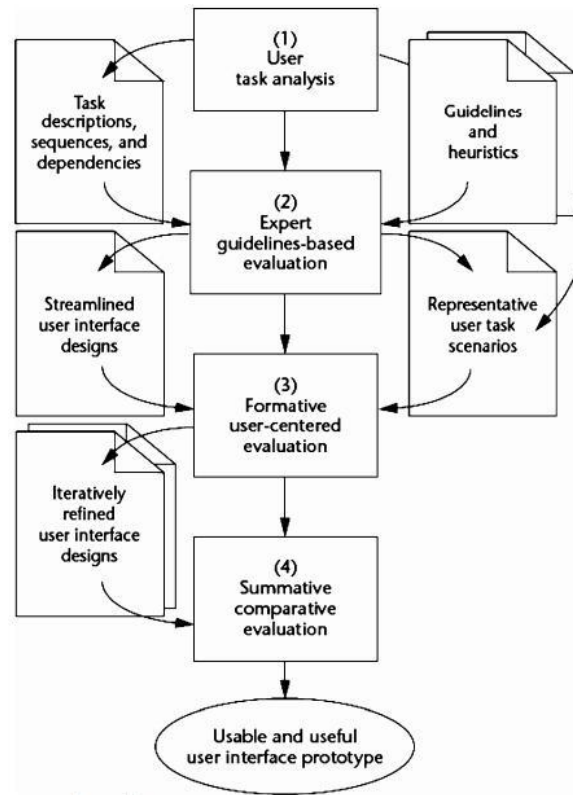 (1)
User
task analysis
Task
descriptions,
sequences, and
dependencies
Guidelines
and
heuristics
(2)
Expert
guidelines-based
evaluation
Streamlined
user interface
designs
Representative
user task
scenarios
(3)
Formative
user-centered
evaluation
Iteratively
refined
user interface
designs
(4)
Summative
comparative
evaluation
Usable and useful
user interface prototype